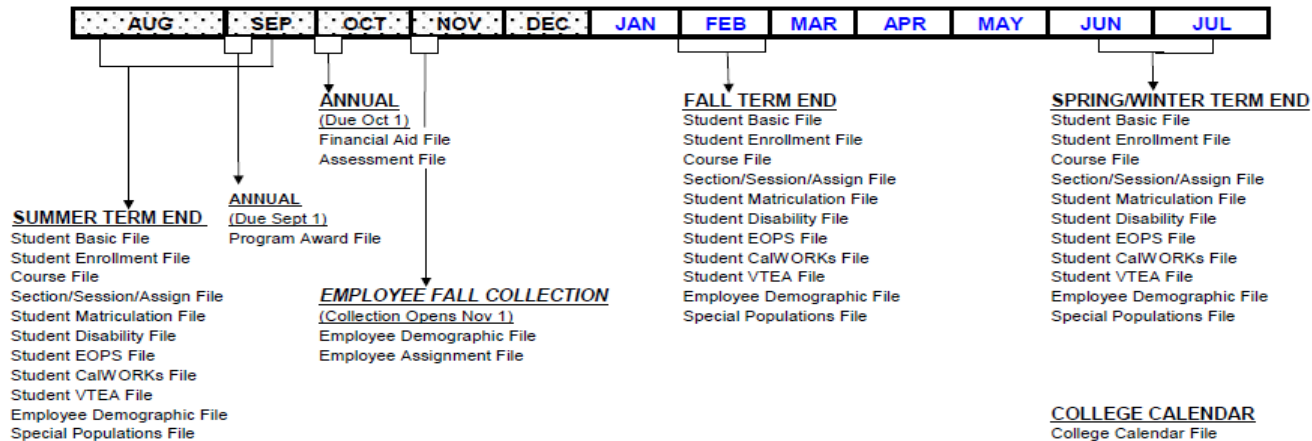 AUG SEP OCT NOV DEC JAN FEB MAR APR MAY JUN JUL
SUMMER TERM END
Student Basic File
Student Enrollment File
Course File
Section/Session/Assign File
Student Matriculation File
Student Disability File
Student EOPS File
Student CalWORKs File
Student VTEA File
Employee Demographic File
Special Populations File
ANNUAL
(Due Sept 1)
Program Award File
ANNUAL
(Due Oct 1)
Financial Aid File
Assessment File
EMPLOYEE FALL COLLECTION
(Collection Opens Nov 1)
Employee Demographic File
Employee Assignment File
FALL TERM END
Student Basic File
Student Enrollment File
Course File
Section/Session/Assign File
Student Matriculation File
Student Disability File
Student EOPS File
Student CalWORKs File
Student VTEA File
Employee Demographic File
Special Populations File
SPRING/WINTER TERM END
Student Basic File
Student Enrollment File
Course File
Section/Session/Assign File
Student Matriculation File
Student Disability File
Student EOPS File
Student CalWORKs File
Student VTEA File
Employee Demographic File
Special Populations File
COLLEGE CALENDAR
College Calendar File